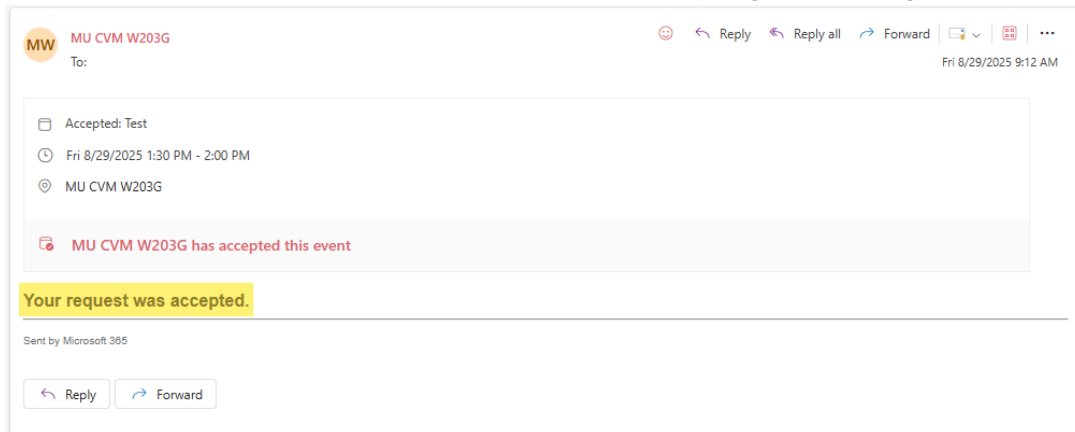 MW
MU CVM W203G
Reply
Reply all
Forward
To:
Fri 8/29/2025 9:12 AM
Accepted: Test
Fri 8/29/2025 1:30 PM - 2:00 PM
MU CVM W203G
MU CVM W203G has accepted this event
Your request was accepted.
Sent by Microsoft 365
Reply
Forward